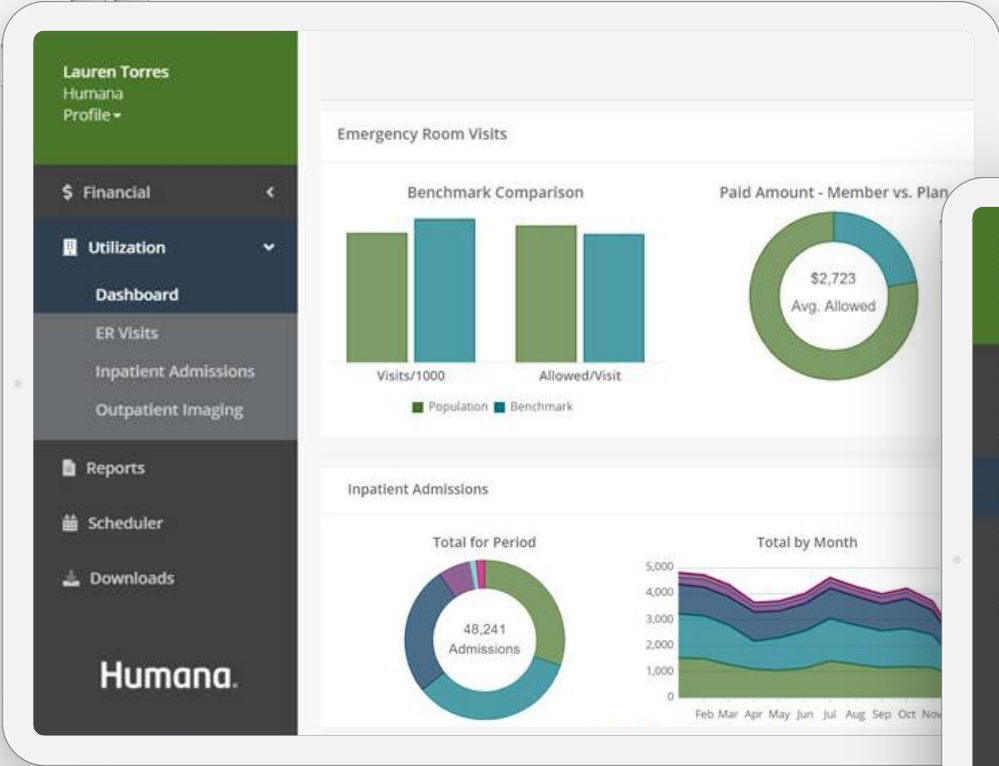 Lauren Torres
Humana
Profile
$ Financial
Utilization
Dashboard
ER Visits
Inpatient Admissions
Outpatient Imaging
Reports
Scheduler
Downloads
Humana.
Emergency Room Visits
Benchmark Comparison
Visits/1000
Allowed/Visit
Population
Benchmark
Paid Amount - Member vs. Plan
$2,723
Avg. Allowed
Inpatient Admissions
Total for Period
48,241
Admissions
Total by Month
5,000
4,000
3,000
2,000
1,000
0
Feb Mar Apr May Jun Jul Aug Sep Oct Nov